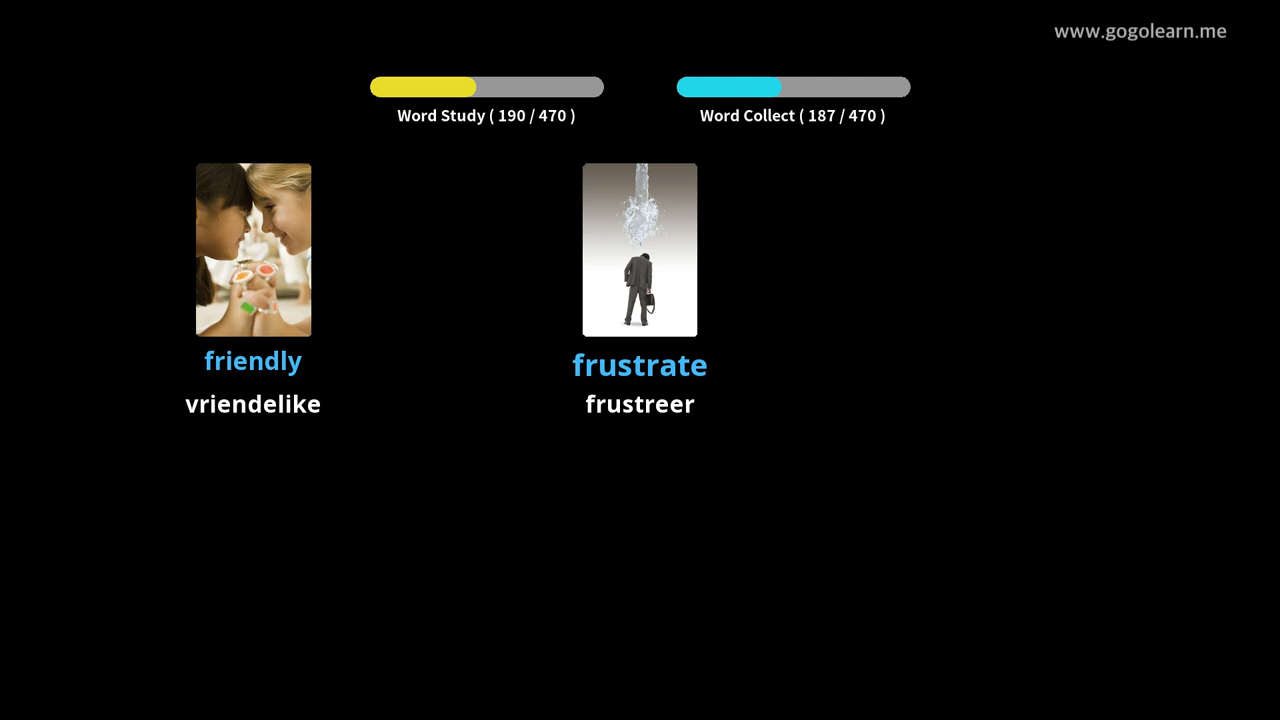 www.gogolearn.me
Word Study ( 190 / 470 )
Word Collect ( 187 / 470 )
friendly
vriendelike
frustrate
frustreer